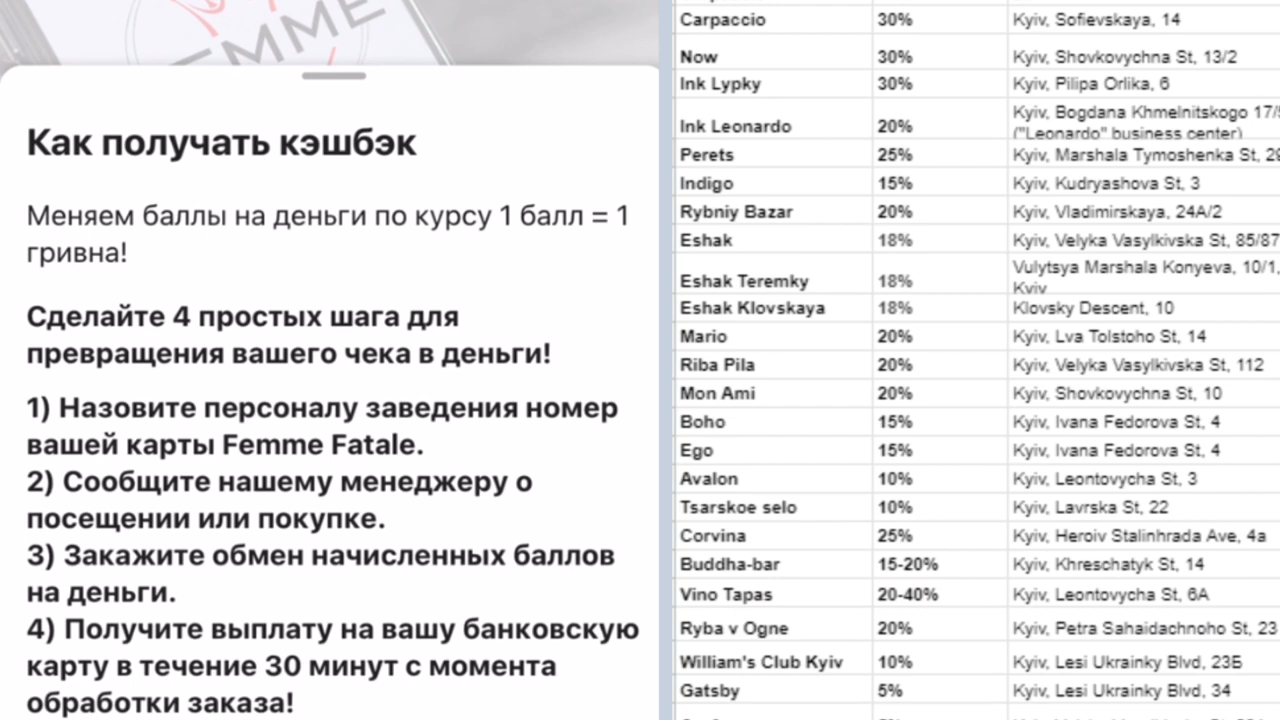 EMME
Как получать кэшбэк
Меняем баллы на деньги по курсу 1 балл = 1
гривна!
Сделайте 4 простых шага для
превращения вашего чека в деньги!
1) Назовите персоналу заведения номер
вашей карты Femme Fatale.
2) Сообщите нашему менеджеру о
посещении или покупке.
3) Закажите обмен начисленных баллов
на деньги.
4) Получите выплату на вашу банковскую
карту в течение 30 минут с момента
обработки заказа!
Carpaccio 30% Kyiv, Sofievskaya, 14
Now 30% Kyiv, Shovkovychna St, 13/2
Ink Lypky 30% Kyiv, Pilipa Orlika, 6
Ink Leonardo 20% Kyiv, Bogdana Khmelnitskogo
("Leonardo" business center)
Perets 25% Kyiv, Marshala Tymoshenka St,
Indigo 15% Kyiv, Kudryashova St, 3
Rybniy Bazar 20% Kyiv, Vladimirskaya, 24A/2
Eshak 18% Kyiv, Velyka Vasylkivska St, 85/87
Eshak Teremky 18% Vulytsya Marshala Konyeva, 10/1,
Kyiv
Eshak Klovskaya 18% Klovsky Descent, 10
Mario 20% Kyiv, Lva Tolstoho St, 14
Riba Pila 20% Kyiv, Velyka Vasylkivska St, 112
Mon Ami 20% Kyiv, Shovkovychna St, 10
Boho 15% Kyiv, Ivana Fedorova St, 4
Ego 15% Kyiv, Ivana Fedorova St, 4
Avalon 10% Kyiv, Leontovycha St, 3
Tsarskoe selo 10% Kyiv, Lavrska St, 22
Corvina 25% Kyiv, Heroiv Stalinhrada Ave, 4a
Buddha-bar 15-20% Kyiv, Khreschatyk St, 14
Vino Tapas 20-40% Kyiv, Leontovycha St, 6A
Ryba v Ogne 20% Kyiv, Petra Sahaidachnoho St, 23
William's Club Kyiv 10% Kyiv, Lesi Ukrainky Blvd, 23Б
Gatsby 5% Kyiv, Lesi Ukrainky Blvd, 34